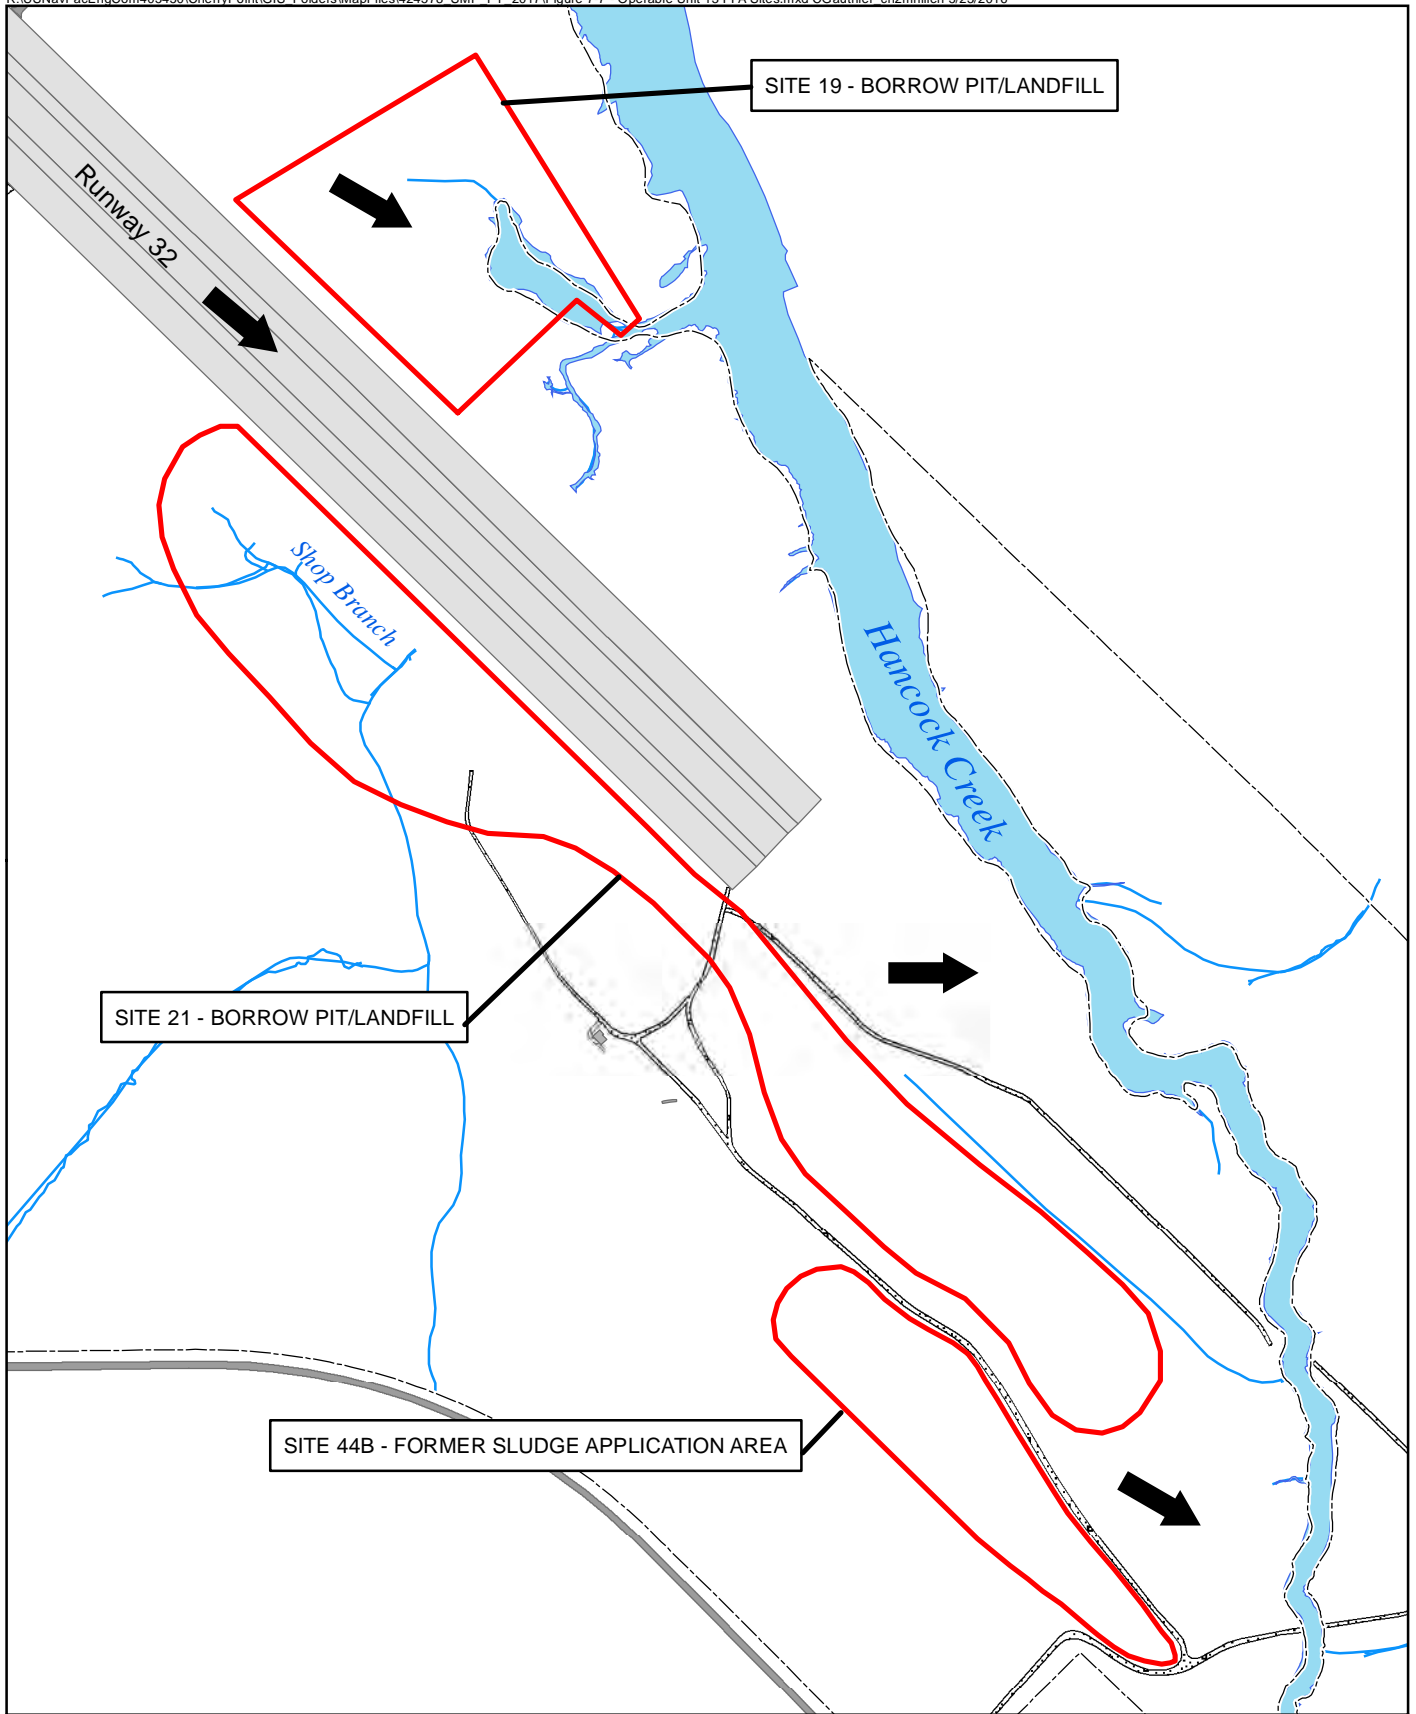 SITE 19 - BORROW PIT/LANDFILL
Runway 32
Shop Branch
Hancock Creek
SITE 21 - BORROW PIT/LANDFILL
SITE 44B - FORMER SLUDGE APPLICATION AREA